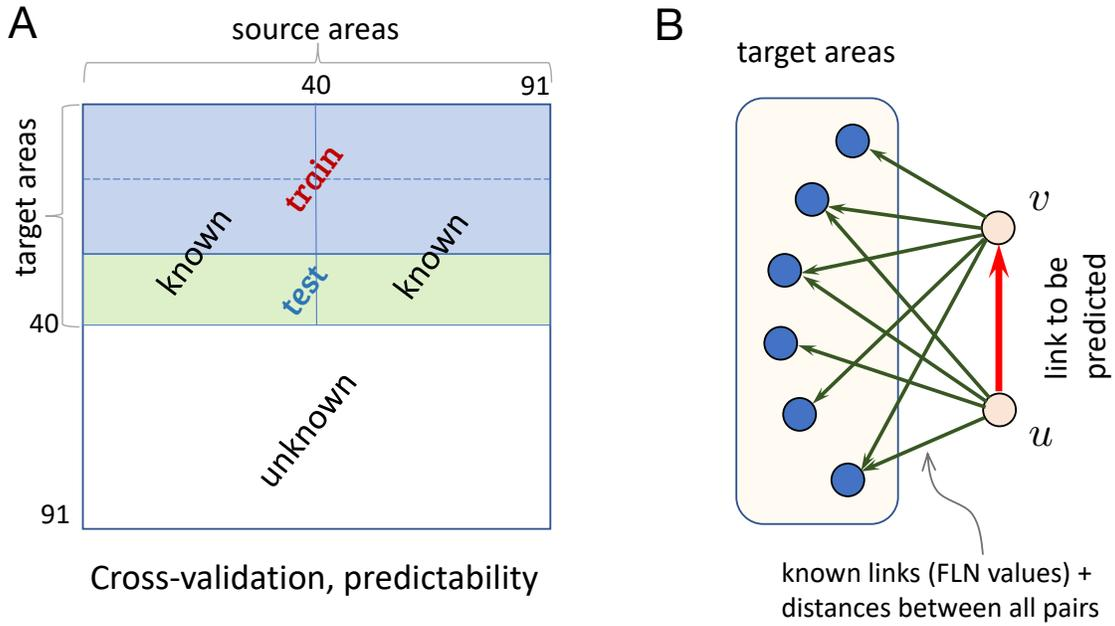 A
source areas
40
91
target areas
train
known
known
test
40
unknown
91
Cross-validation, predictability
B
target areas
v
link to be
predicted
u
known links (FLN values) +
distances between all pairs